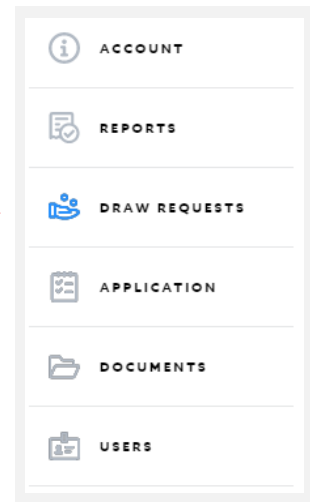 ACCOUNT
REPORTS
DRAW REQUESTS
APPLICATION
DOCUMENTS
USERS